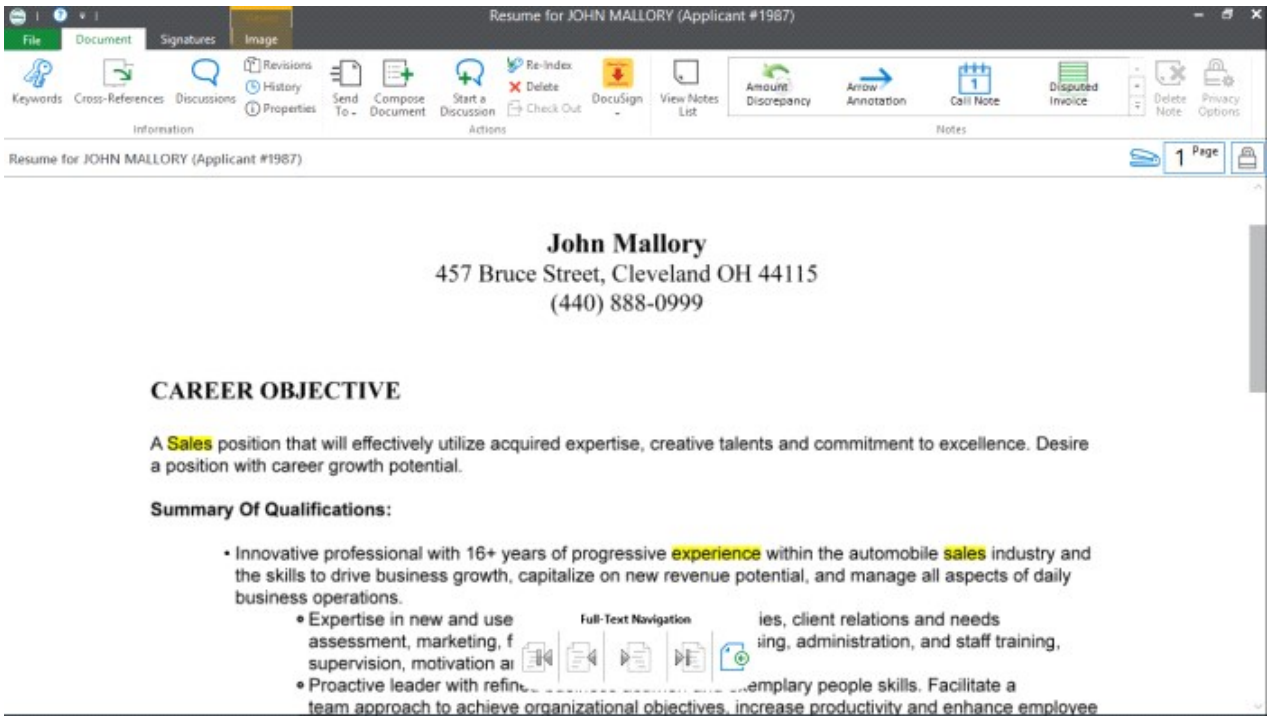 Resume for JOHN MALLORY (Applicant #1987)
File Document Signatures Image
Keywords Cross-References Discussions
Revisions
History
Properties
Send To
Compose Document
Start a Discussion
Re-Index
Delete
Check Out
DocuSign
View Notes List
Amount Discrepancy
Arrow Annotation
1
Call Note
Disputed Invoice
Delete Note
Privacy Options
Information Actions Notes
Resume for JOHN MALLORY (Applicant #1987)
1 Page
John Mallory
457 Bruce Street, Cleveland OH 44115
(440) 888-0999
CAREER OBJECTIVE
A Sales position that will effectively utilize acquired expertise, creative talents and commitment to excellence. Desire
a position with career growth potential.
Summary Of Qualifications:
• Innovative professional with 16+ years of progressive experience within the automobile sales industry and
the skills to drive business growth, capitalize on new revenue potential, and manage all aspects of daily
business operations.
Expertise in new and use ies, client relations and needs
Full-Text Navigation
assessment, marketing, f ing, administration, and staff training,
supervision, motivation
Proactive leader with people skills. Facilitate a
team approach to achieve organizational objectives, increase productivity and enhance employee